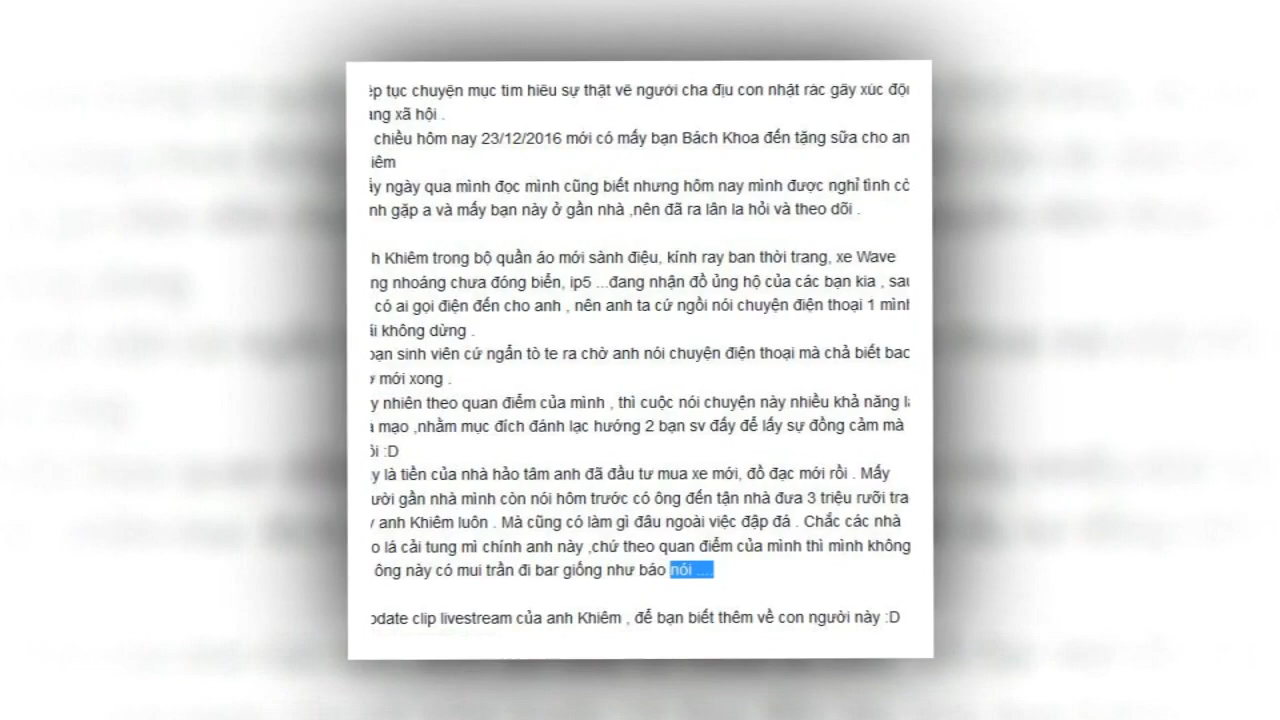 ếp tục chuyện mục tìm hiểu sự thật về người cha địu con nhặt rác gây xúc độ
ạng xã hội .
chiều hôm nay 23/12/2016 mới có mấy bạn Bách Khoa đến tặng sữa cho an
iêm
ấy ngày qua mình đọc mình cũng biết nhưng hôm nay mình được nghỉ tình cờ
nh gặp a và mấy bạn này ở gần nhà ,nên đã ra lân la hỏi và theo dõi .
h Khiêm trong bộ quần áo mới sành điệu, kính ray ban thời trang, xe Wave
ng nhoáng chưa đóng biển, ip5 ...đang nhận đồ ủng hộ của các bạn kia , sau
có ai gọi điện đến cho anh , nên anh ta cứ ngồi nói chuyện điện thoại 1 mình
ãi không dừng .
bạn sinh viên cứ ngẩn tò te ra chờ anh nói chuyện điện thoại mà chả biết bao
mới xong .
y nhiên theo quan điểm của mình , thì cuộc nói chuyện này nhiều khả năng l
ả mạo ,nhằm mục đích đánh lạc hướng 2 bạn sv đấy để lấy sự đồng cảm mà
ôi :D
y là tiền của nhà hảo tâm anh đã đầu tư mua xe mới, đồ đạc mới rồi . Mấy
ười gần nhà mình còn nói hôm trước có ông đến tận nhà đưa 3 triệu rưỡi tra
y anh Khiêm luôn . Mà cũng có làm gì đâu ngoài việc đập đá . Chắc các nhà
o lá cải tung mì chính anh này ,chứ theo quan điểm của mình thì mình không
ông này có mui trần đi bar giống như báo nói ....
pdate clip livestream của anh Khiêm , để bạn biết thêm về con người này :D